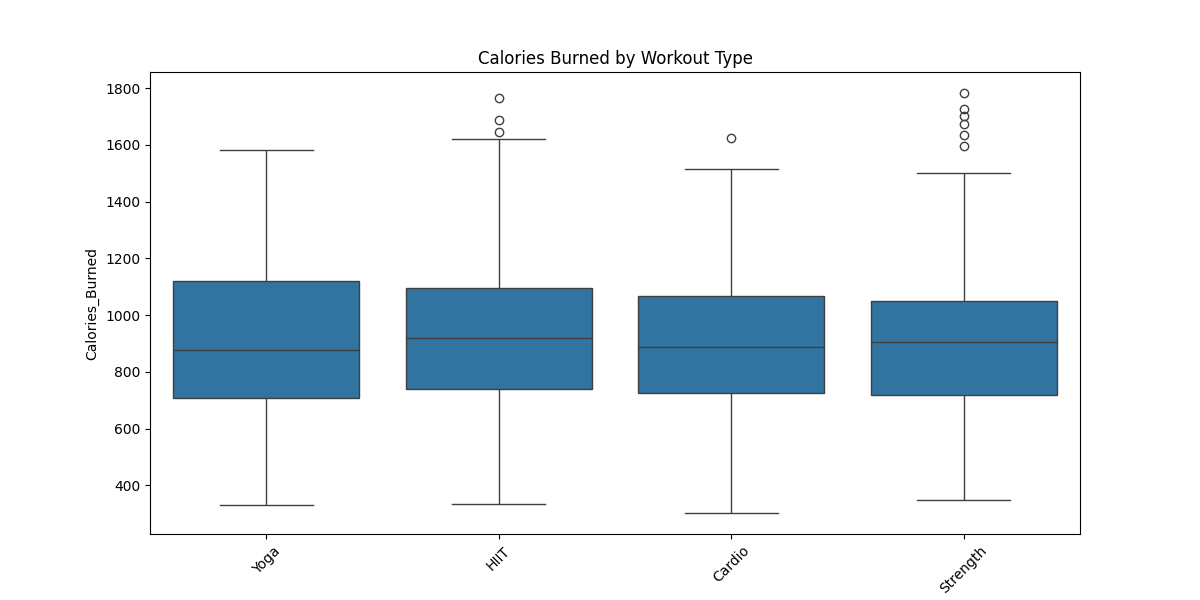 Calories Burned by Workout Type
Calories_Burned
1800
1600
1400
1200
1000
800
600
400
Yoga
HIIT
Cardio
Strength